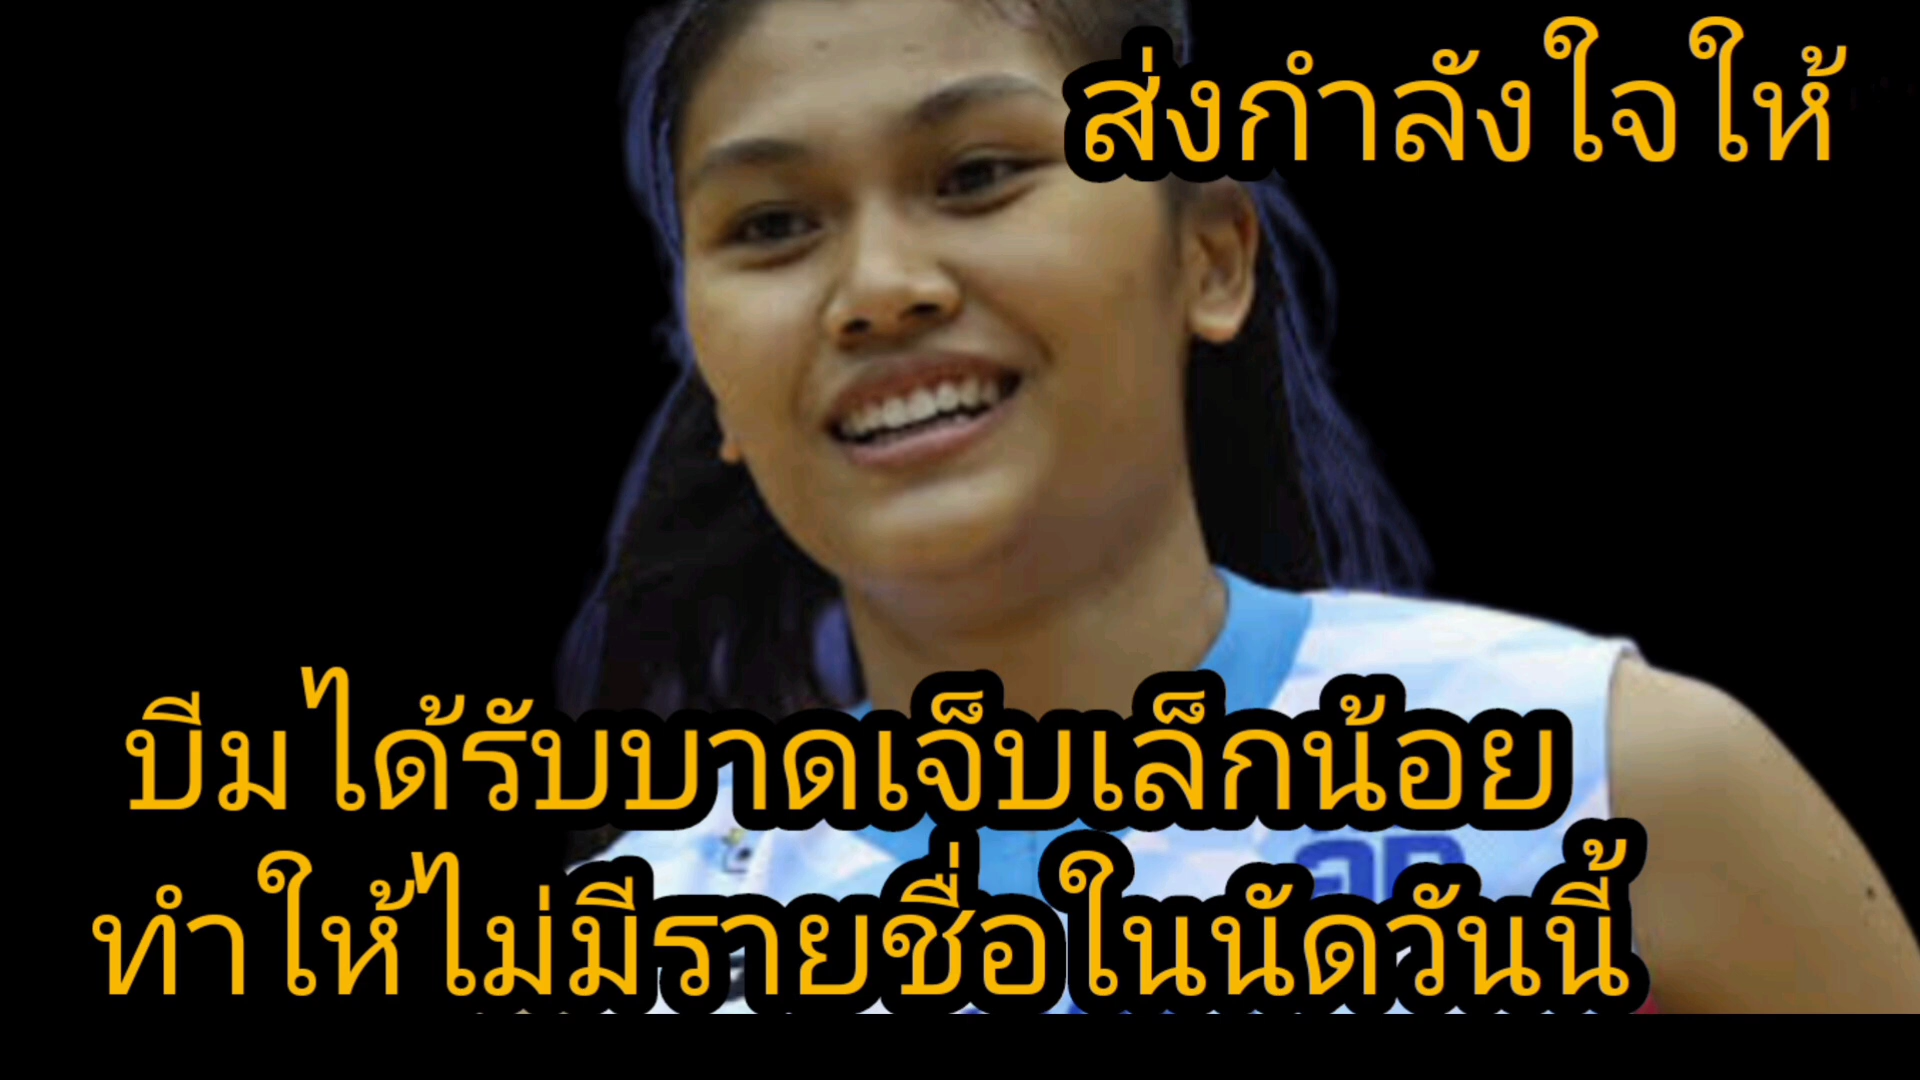 ส่งกำลังใจให้
บีมได้รับบาดเจ็บเล็กน้อย
ทำให้ไม่มีรายชื่อในนัดวันนี้